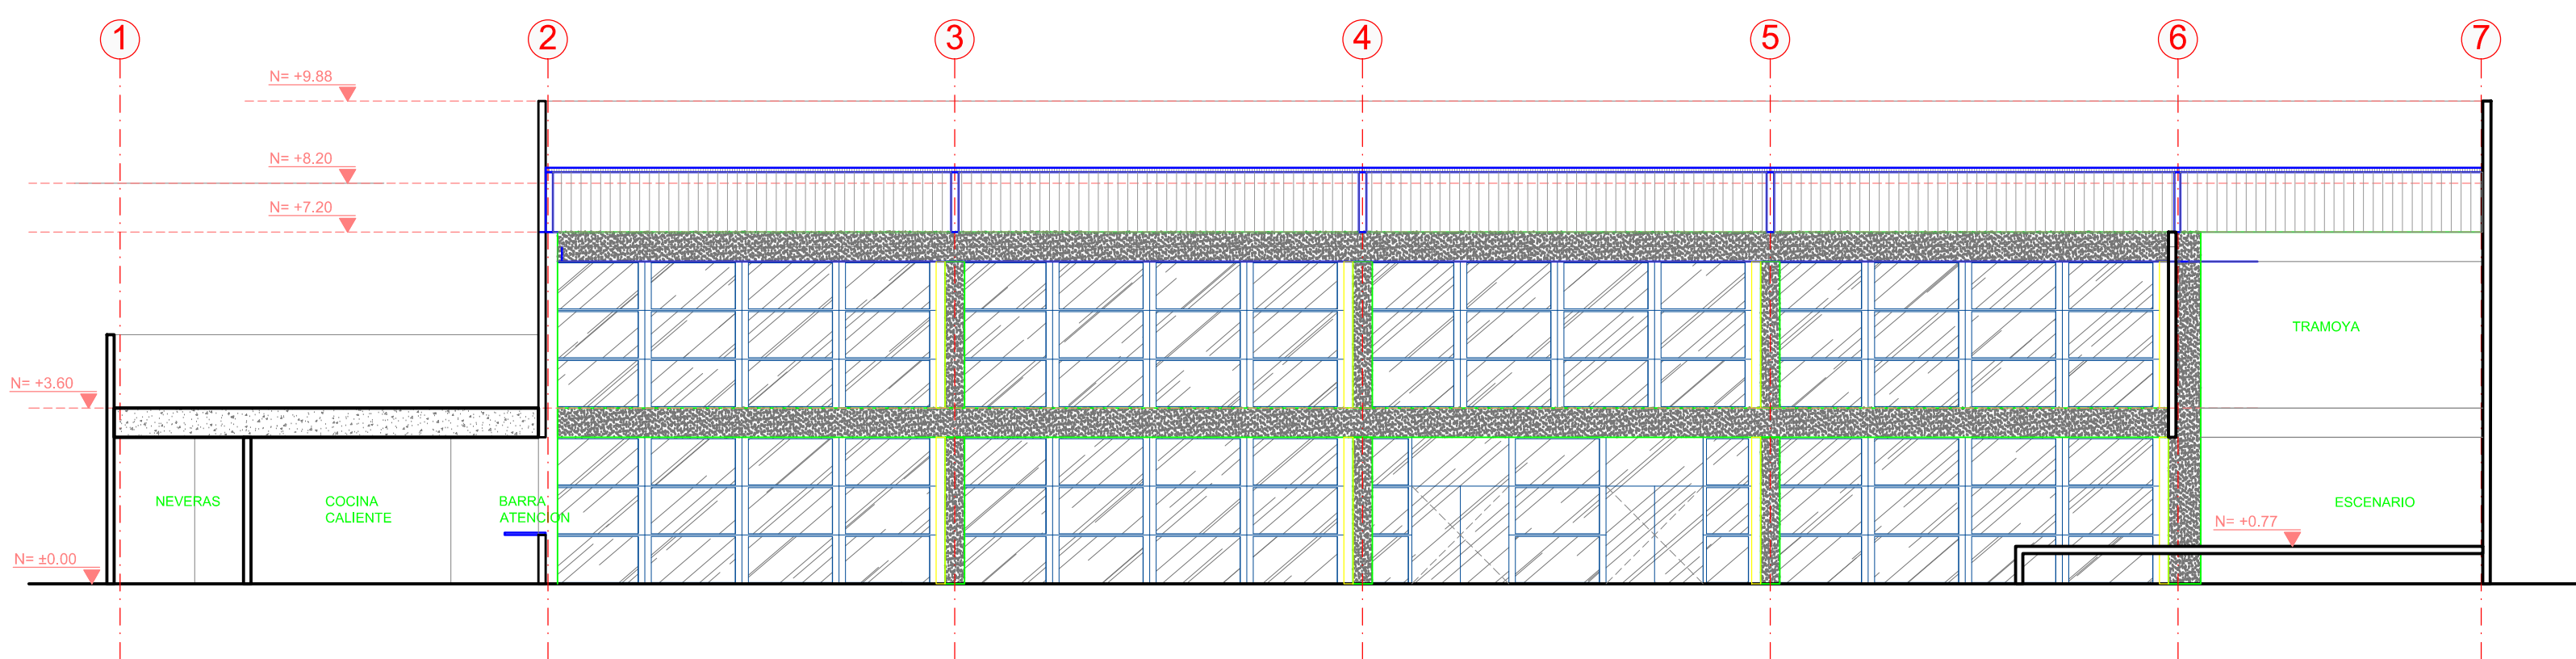 1 2 3 4 5 6 7
N= +9.88
N= +8.20
N= +7.20
TRAMOYA
N= +3.60
NEVERAS
COCINA
CALIENTE
BARRA
ATENCION
ESCENARIO
N= +0.77
N= ±0.00